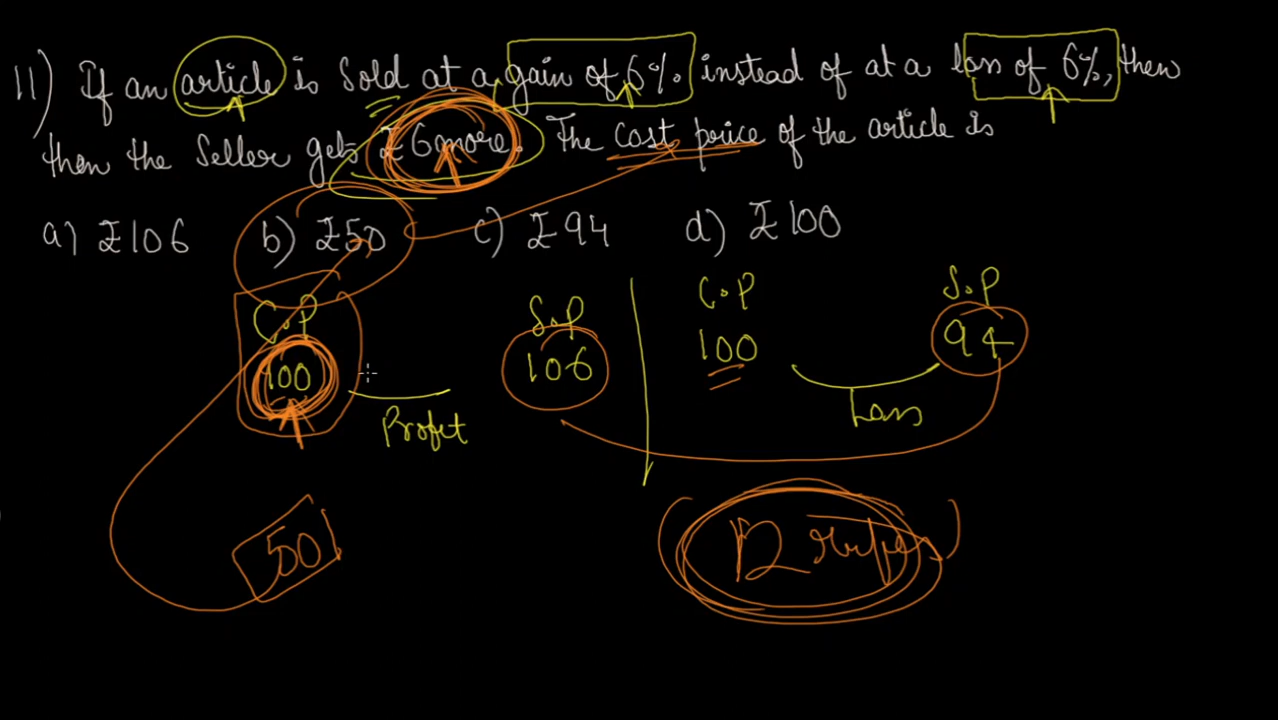 11) If an article is Sold at a gain of 6% instead of at a loss of 6%, then
then the Seller gets ₹ 6 more. The cost price of the article is
a) ₹106 b) ₹50 c) ₹94 d) ₹100
C.P S.P C.P S.P
100 106 100 94
Profit Loss
50 12 rupees